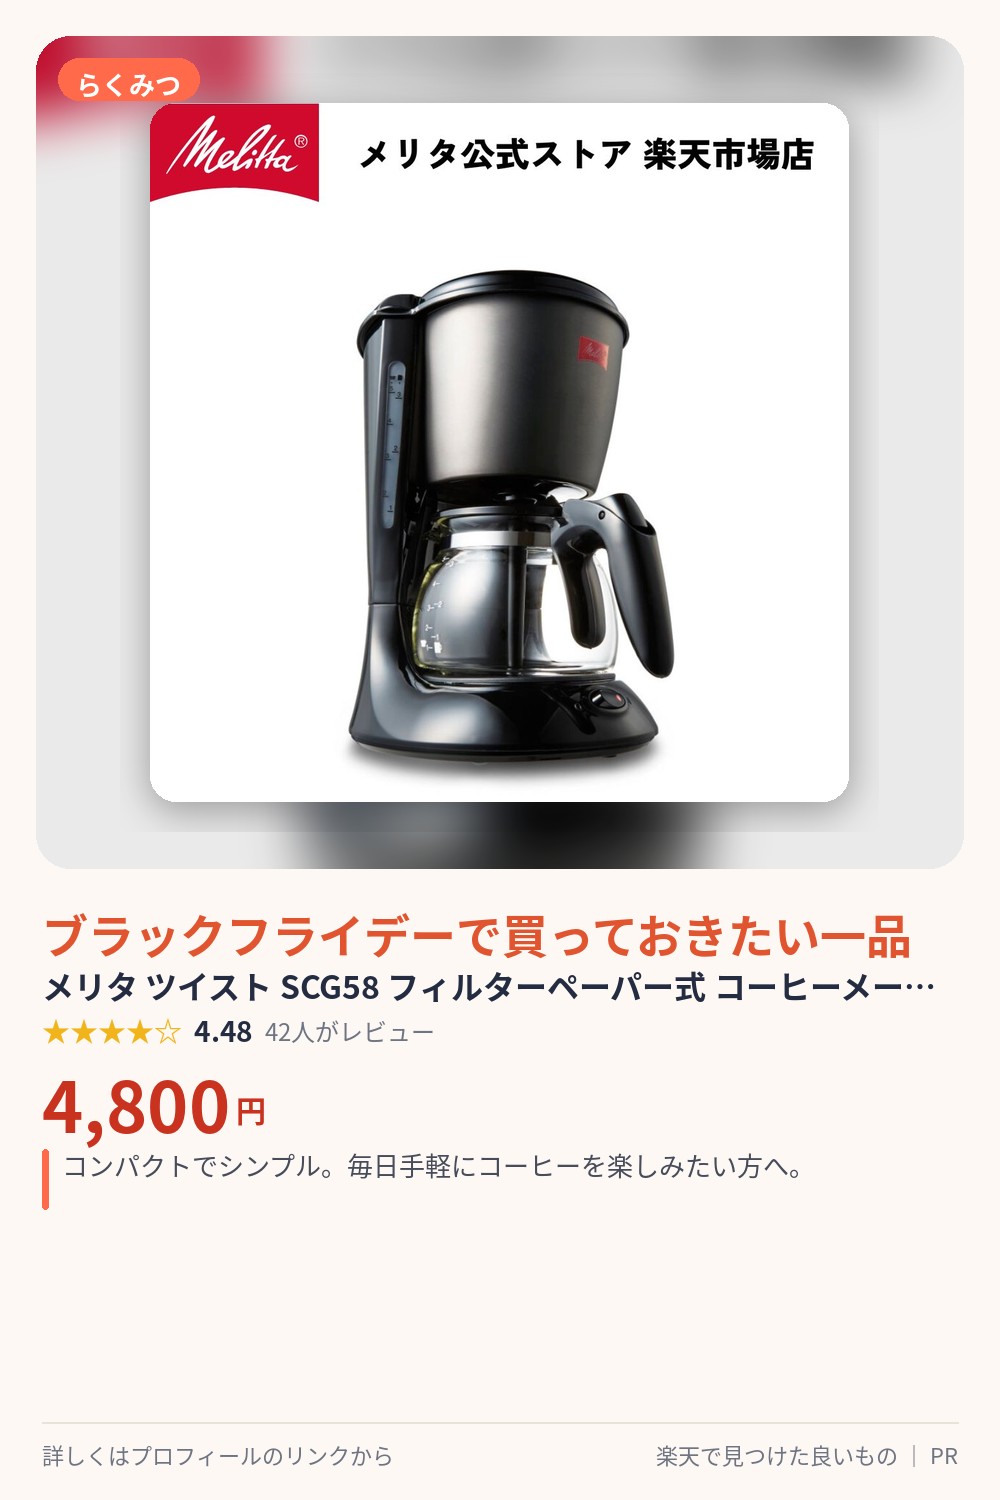 らくみつ
Melitta®
メリタ公式ストア 楽天市場店
ブラックフライデーで買っておきたい一品
メリタ ツイスト SCG58 フィルターペーパー式 コーヒーメー…
★★★★☆ 4.48 42人がレビュー
4,800円
コンパクトでシンプル。毎日手軽にコーヒーを楽しみたい方へ。
詳しくはプロフィールのリンクから
楽天で見つけた良いもの｜PR